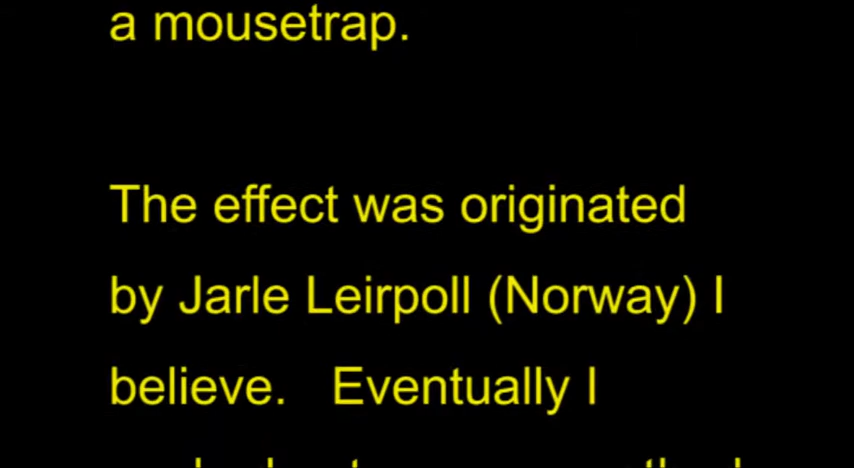 a mousetrap.
The effect was originated
by Jarle Leirpoll (Norway) I
believe. Eventually I